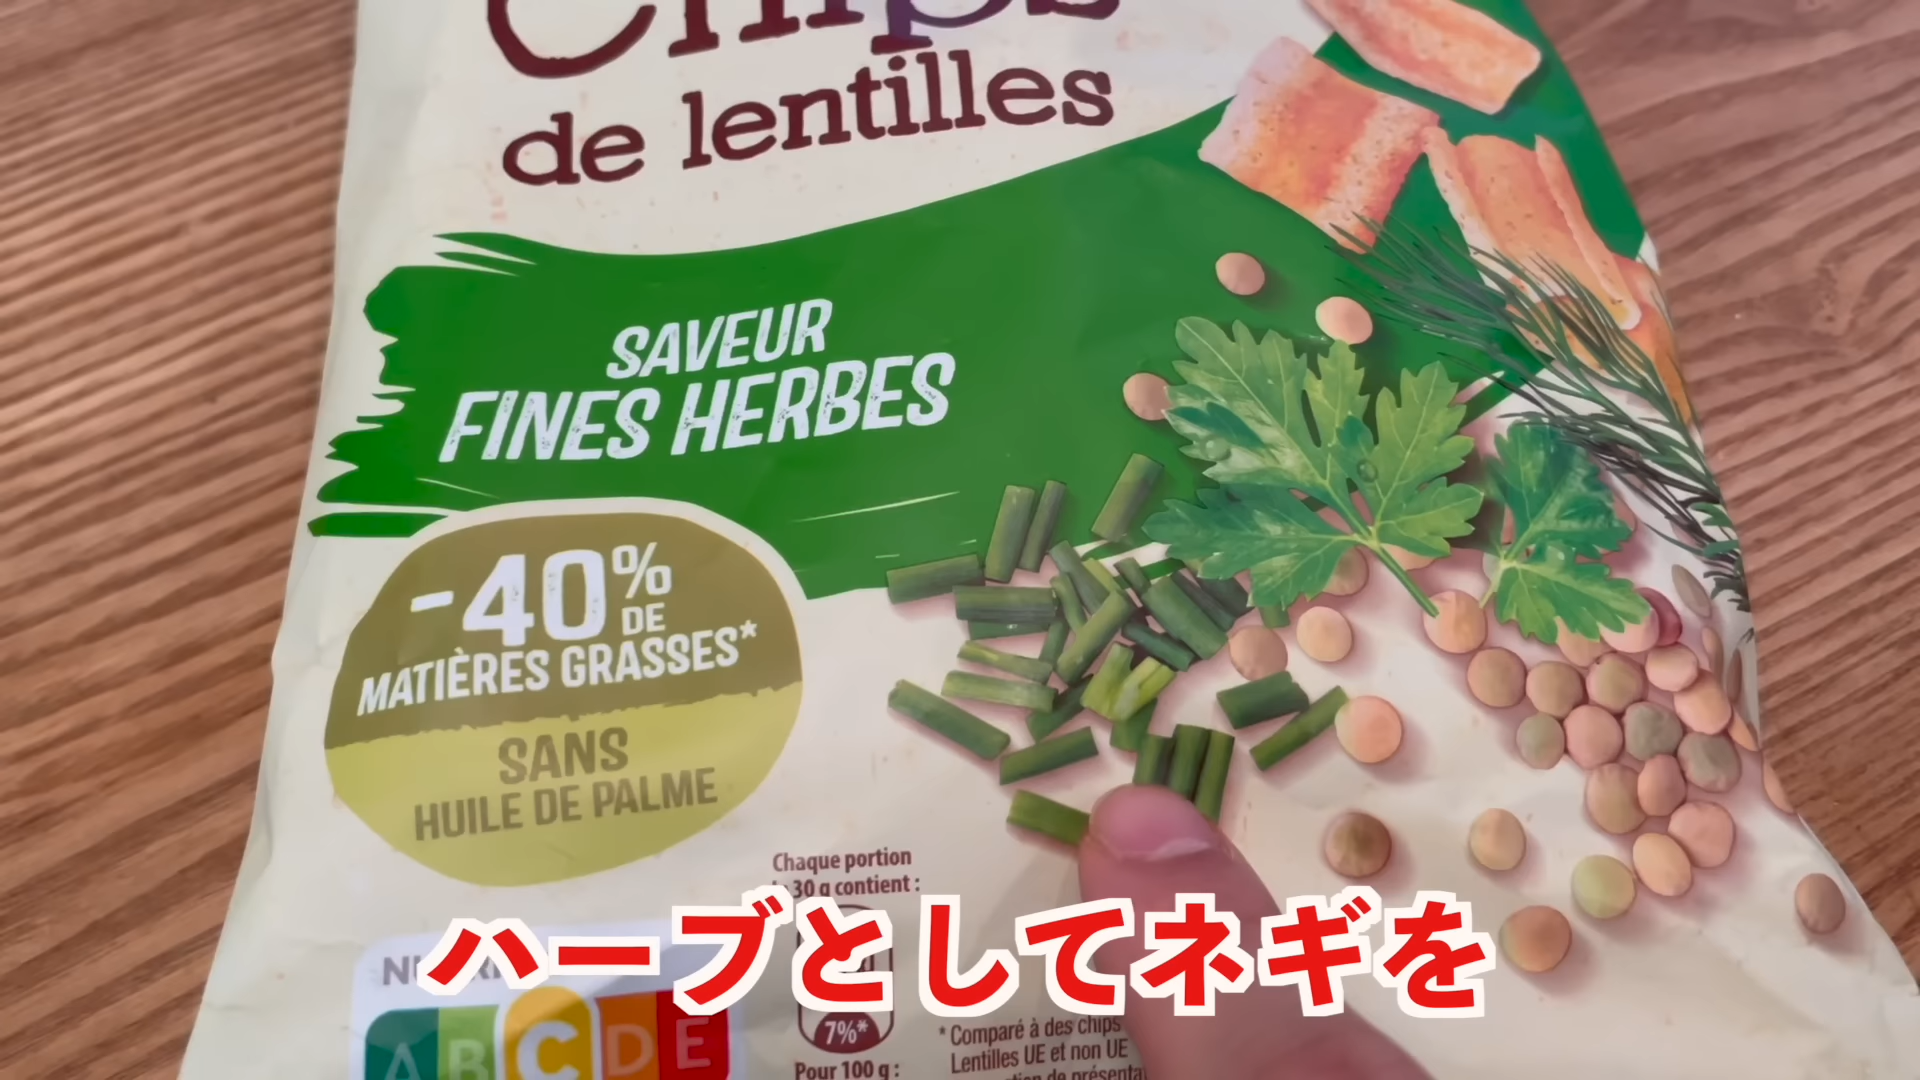 Chips
de lentilles
SAVEUR
FINES HERBES
-40%
DE
MATIÈRES GRASSES*
SANS
HUILE DE PALME
Chaque portion
30 g contient :
ハーブとしてネギを
A B C D E
7%*
Pour 100 g :
* Comparé à des chips
Lentilles UE et non UE